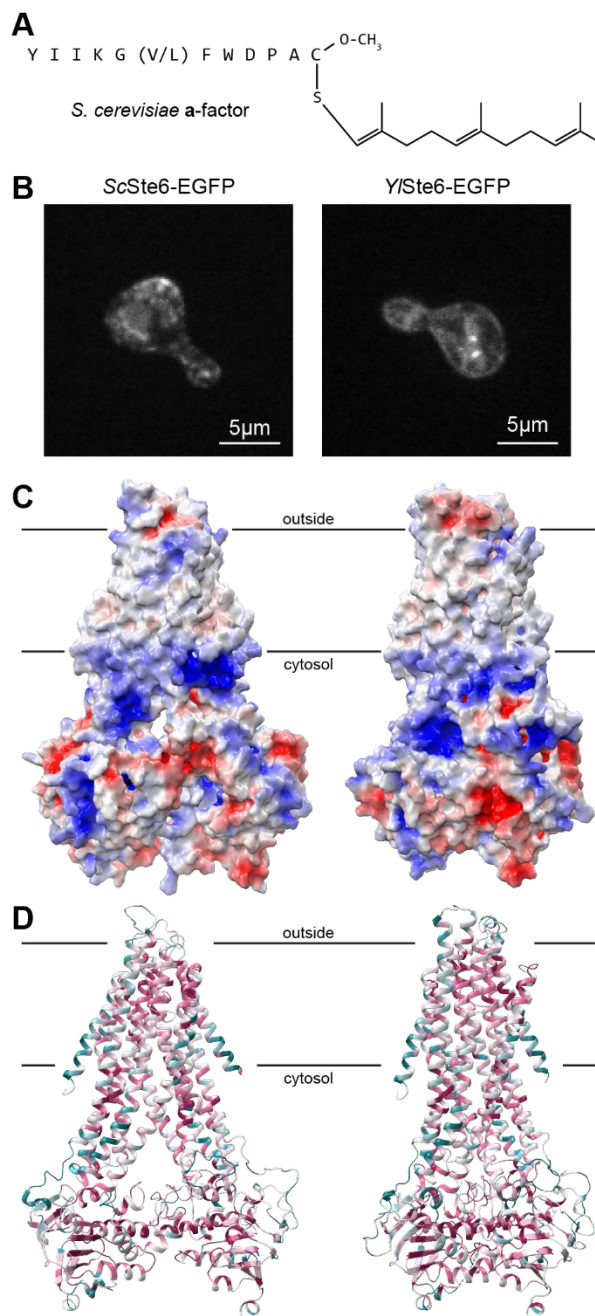 A
Y I I K G (V/L) F W D P A C
O-CH₃
S
S. cerevisiae a-factor
B
ScSte6-EGFP
YlSte6-EGFP
5µm
5µm
C
outside
cytosol
D
outside
cytosol